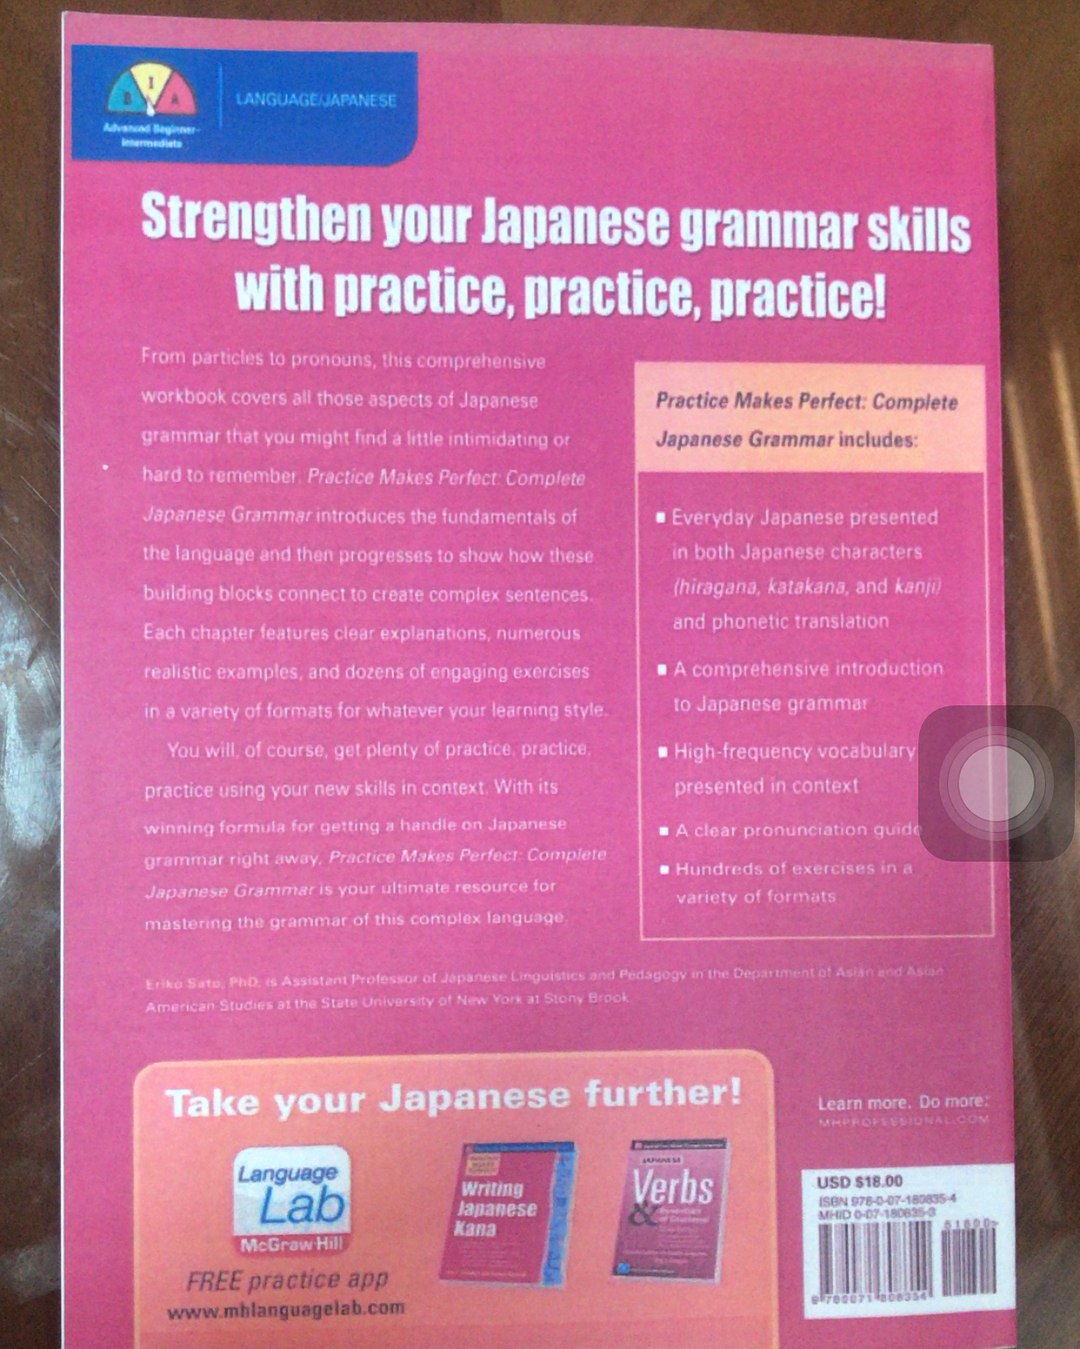 B I A
Advanced Beginner-
Intermediate
LANGUAGE/JAPANESE
Strengthen your Japanese grammar skills
with practice, practice, practice!
From particles to pronouns, this comprehensive
workbook covers all those aspects of Japanese
grammar that you might find a little intimidating or
hard to remember. Practice Makes Perfect: Complete
Japanese Grammar introduces the fundamentals of
the language and then progresses to show how these
building blocks connect to create complex sentences.
Each chapter features clear explanations, numerous
realistic examples, and dozens of engaging exercises
in a variety of formats for whatever your learning style.
You will, of course, get plenty of practice, practice,
practice using your new skills in context. With its
winning formula for getting a handle on Japanese
grammar right away, Practice Makes Perfect: Complete
Japanese Grammar is your ultimate resource for
mastering the grammar of this complex language.
Practice Makes Perfect: Complete
Japanese Grammar includes:
Everyday Japanese presented
in both Japanese characters
(hiragana, katakana, and kanji)
and phonetic translation
A comprehensive introduction
to Japanese grammar
High-frequency vocabulary
presented in context
A clear pronunciation guide
Hundreds of exercises in a
variety of formats
Eriko Sato, PhD, is Assistant Professor of Japanese Linguistics and Pedagogy in the Department of Asian and Asian
American Studies at the State University of New York at Stony Brook
Take your Japanese further!
Language
Lab
McGraw-Hill
FREE practice app
www.mhlanguagelab.com
Writing
Japanese
Kana
JAPANESE
Verbs
&
Learn more. Do more:
MHPROFESSIONAL.COM
USD $18.00
ISBN 978-0-07-180835-4
MHID 0-07-180835-3
51800>
9 780071 808354